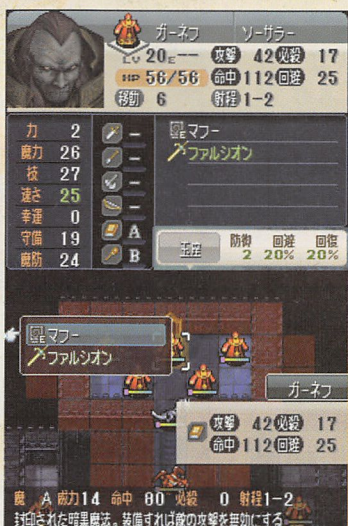 ガーネフ ソーサラー
LV 20 E -- 攻撃 42 必殺 17
HP 56/56 命中 112 回避 25
移動 6 射程 1-2
力 2
魔力 26
技 27
速さ 25
幸運 0
守備 19
魔防 24
–
–
–
–
A
B
マフー
ファルシオン
玉座 防御 回避 回復
2 20% 20%
マフー
ファルシオン
ガーネフ
攻撃 42 必殺 17
命中 112 回避 25
魔 A 威力 14 命中 80 必殺 0 射程 1-2
封印された暗黒魔法。装備すれば敵の攻撃を無効にする